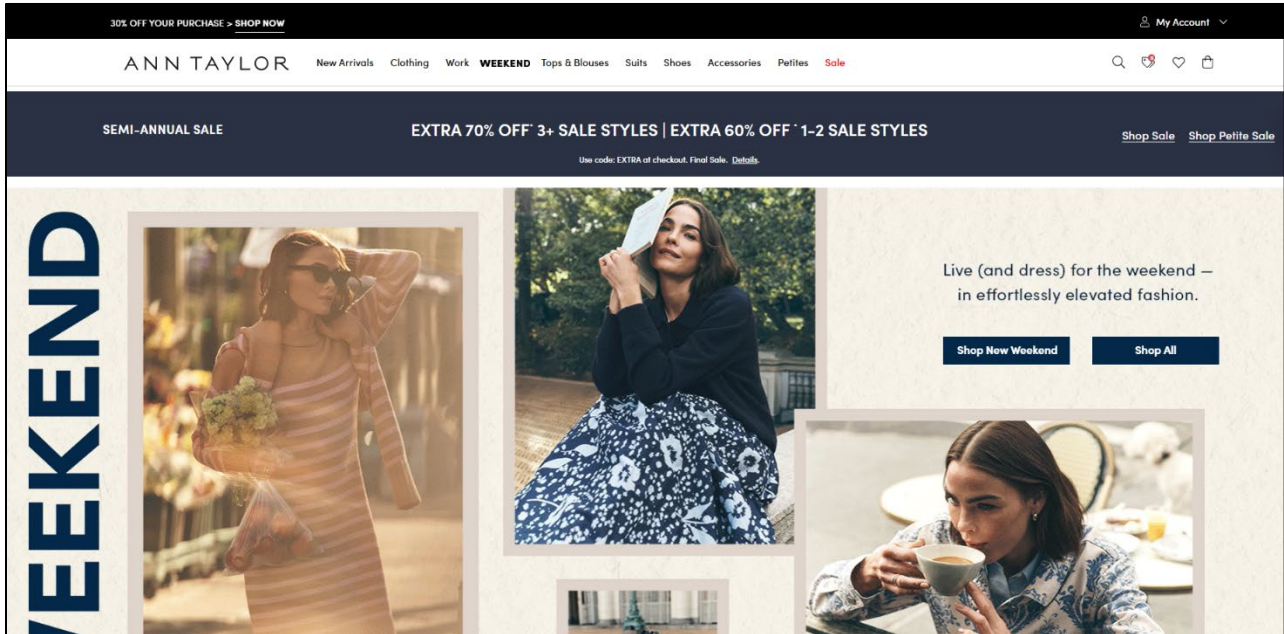 30% OFF YOUR PURCHASE > SHOP NOW
My Account
ANN TAYLOR
New Arrivals Clothing Work WEEKEND Tops & Blouses Suits Shoes Accessories Petites Sale
SEMI-ANNUAL SALE
EXTRA 70% OFF* 3+ SALE STYLES | EXTRA 60% OFF * 1-2 SALE STYLES
Use code: EXTRA at checkout. Final Sale. Details.
Shop Sale Shop Petite Sale
WEEKEND
Live (and dress) for the weekend —
in effortlessly elevated fashion.
Shop New Weekend
Shop All